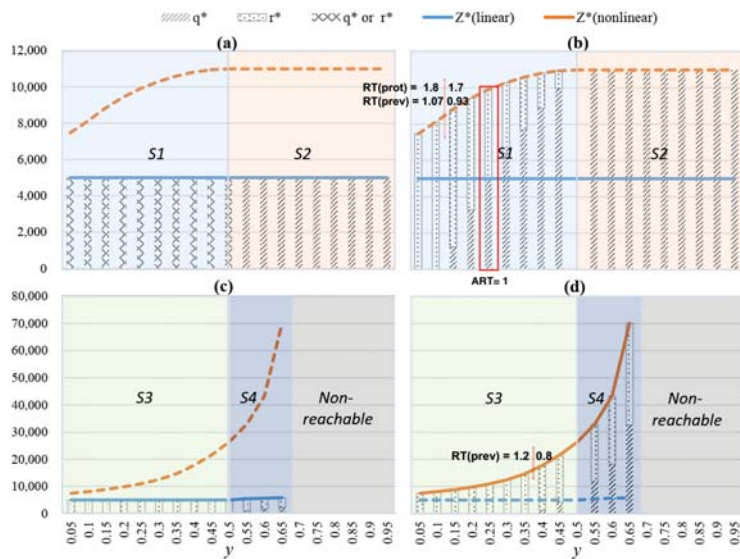 q* r* q* or r* Z*(linear) Z*(nonlinear)
(a) (b)
12,000
10,000
8,000
6,000
4,000
2,000
0
S1 S2
RT(prot) = 1.8 1.7
RT(prev) = 1.07 0.93
S1 S2
ART= 1
(c) (d)
80,000
70,000
60,000
50,000
40,000
30,000
20,000
10,000
0
S3 S4 Non-
reachable
RT(prev) = 1.2 0.8
S3 S4 Non-
reachable
0.05 0.1 0.15 0.2 0.25 0.3 0.35 0.4 0.45 0.5 0.55 0.6 0.65 0.7 0.75 0.8 0.85 0.9 0.95
0.05 0.1 0.15 0.2 0.25 0.3 0.35 0.4 0.45 0.5 0.55 0.6 0.65 0.7 0.75 0.8 0.85 0.9 0.95
y y